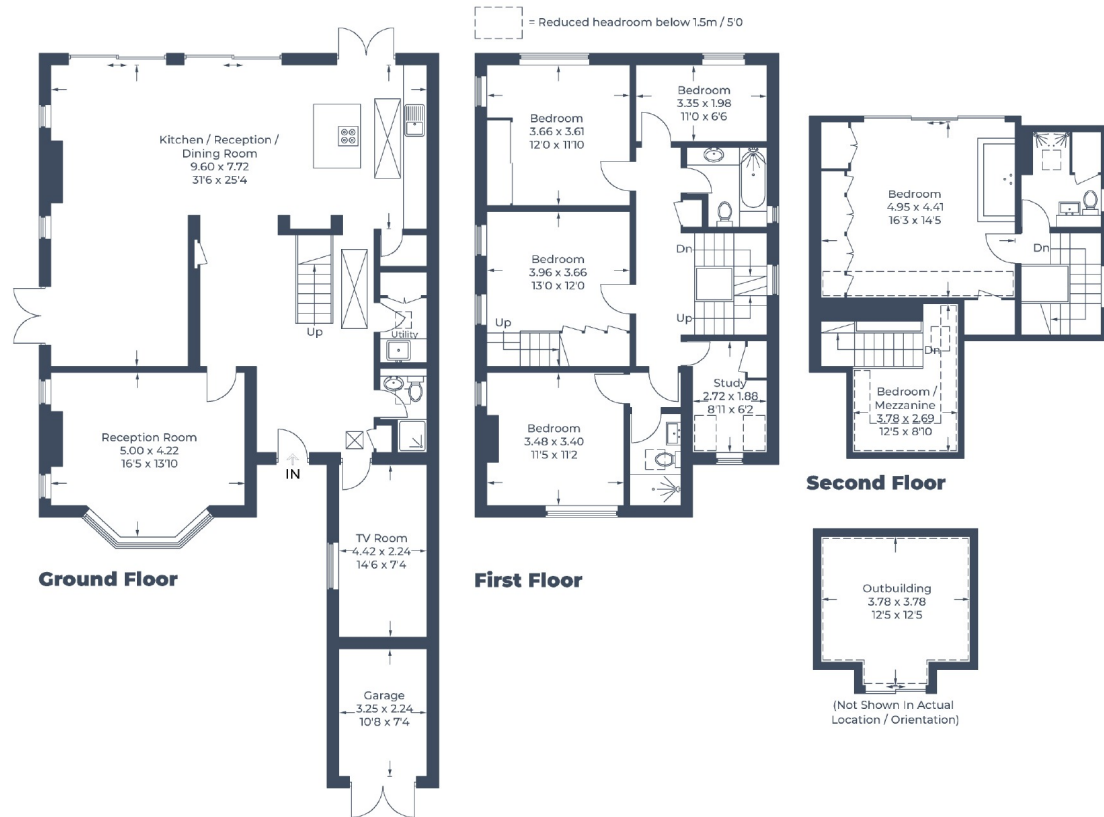 = Reduced headroom below 1.5m / 5'0
Kitchen / Reception /
Dining Room
9.60 x 7.72
31'6 x 25'4
Up
Utility
Reception Room
5.00 x 4.22
16'5 x 13'10
IN
TV Room
4.42 x 2.24
14'6 x 7'4
Garage
3.25 x 2.24
10'8 x 7'4
Ground Floor
Bedroom
3.66 x 3.61
12'0 x 11'10
Bedroom
3.35 x 1.98
11'0 x 6'6
Bedroom
3.96 x 3.66
13'0 x 12'0
Dn
Up
Up
Study
2.72 x 1.88
8'11 x 6'2
Bedroom
3.48 x 3.40
11'5 x 11'2
First Floor
Bedroom
4.95 x 4.41
16'3 x 14'5
Dn
Dn
Bedroom /
Mezzanine
3.78 x 2.69
12'5 x 8'10
Second Floor
Outbuilding
3.78 x 3.78
12'5 x 12'5
(Not Shown In Actual
Location / Orientation)